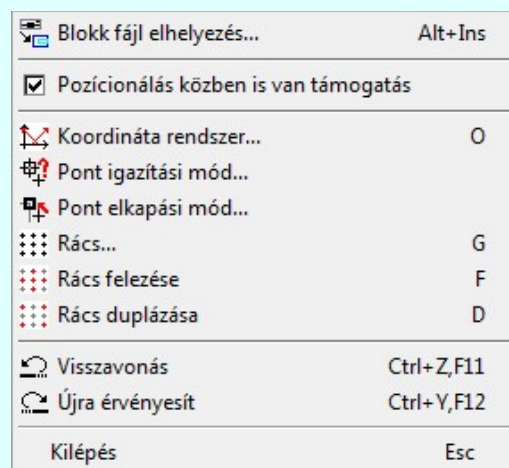 Blokk fájl elhelyezés... Alt+Ins
Pozícionálás közben is van támogatás
Koordináta rendszer... O
Pont igazítási mód...
Pont elkapási mód...
Rács... G
Rács felezése F
Rács duplázása D
Visszavonás Ctrl+Z,F11
Újra érvényesít Ctrl+Y,F12
Kilépés Esc